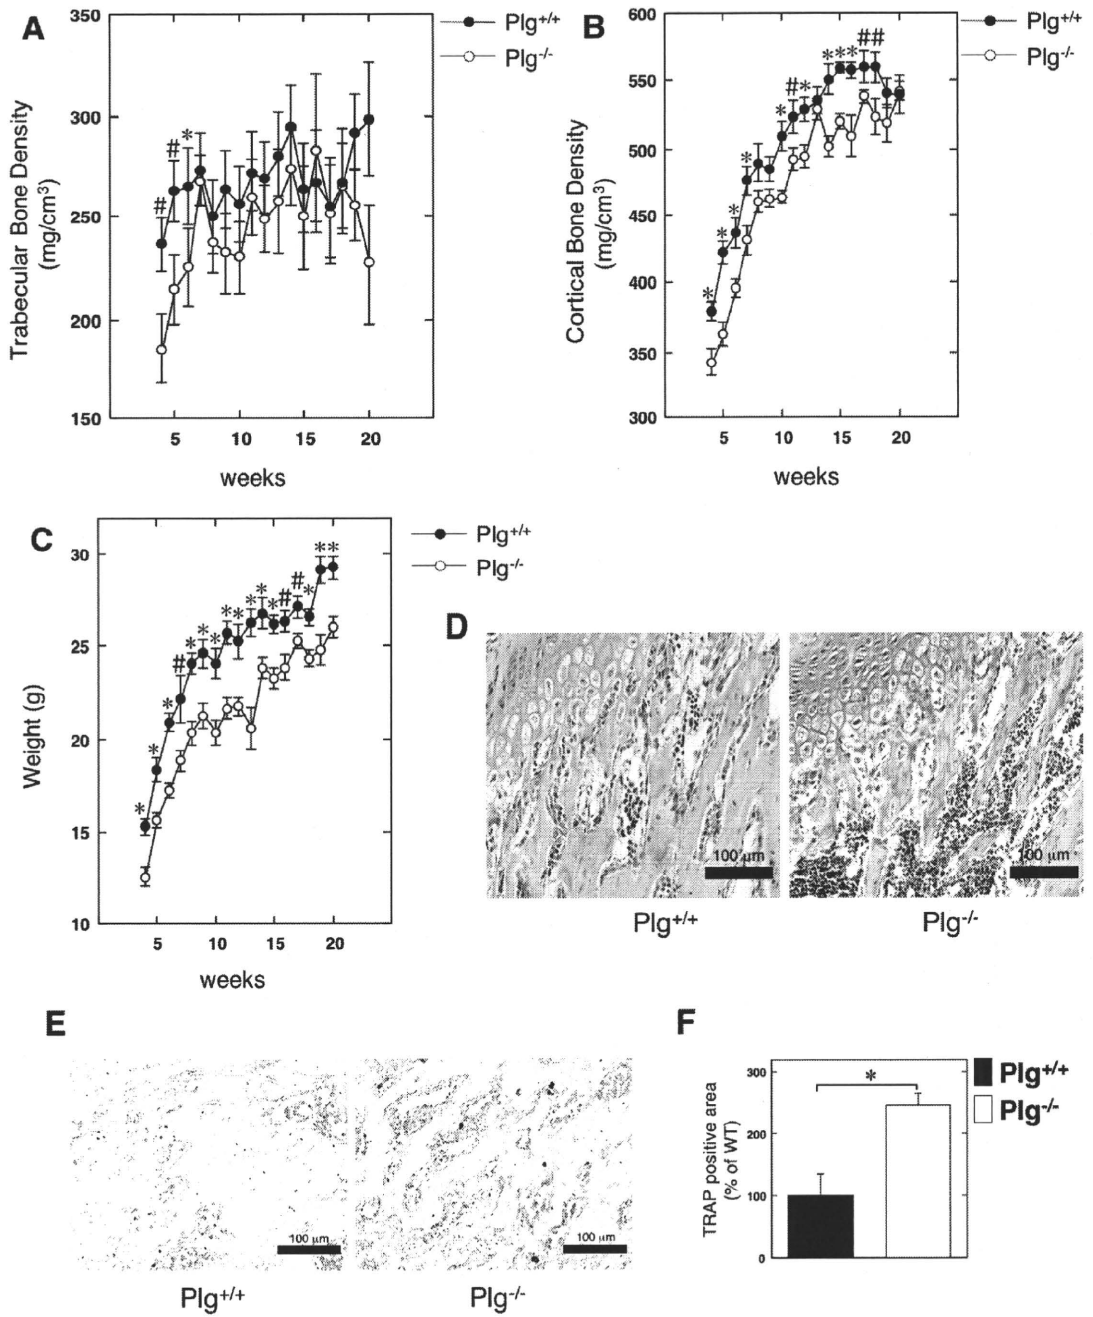 A
Plg+/+
Plg-/-
350
300
250
200
150
Trabecular Bone Density
(mg/cm3)
#
#
*
5
10
15
20
weeks
B
Plg+/+
Plg-/-
600
550
500
450
400
350
300
Cortical Bone Density
(mg/cm3)
*
*
*
*
*
#
*
*
*
*
##
5
10
15
20
weeks
C
Plg+/+
Plg-/-
30
25
20
15
10
Weight (g)
*
*
*
#
*
*
*
*
*
*
*
*
#
#
*
**
5
10
15
20
weeks
D
100 μm
100 μm
Plg+/+
Plg-/-
E
100 μm
100 μm
Plg+/+
Plg-/-
F
300
200
100
0
TRAP positive area
(% of WT)
*
Plg+/+
Plg-/-